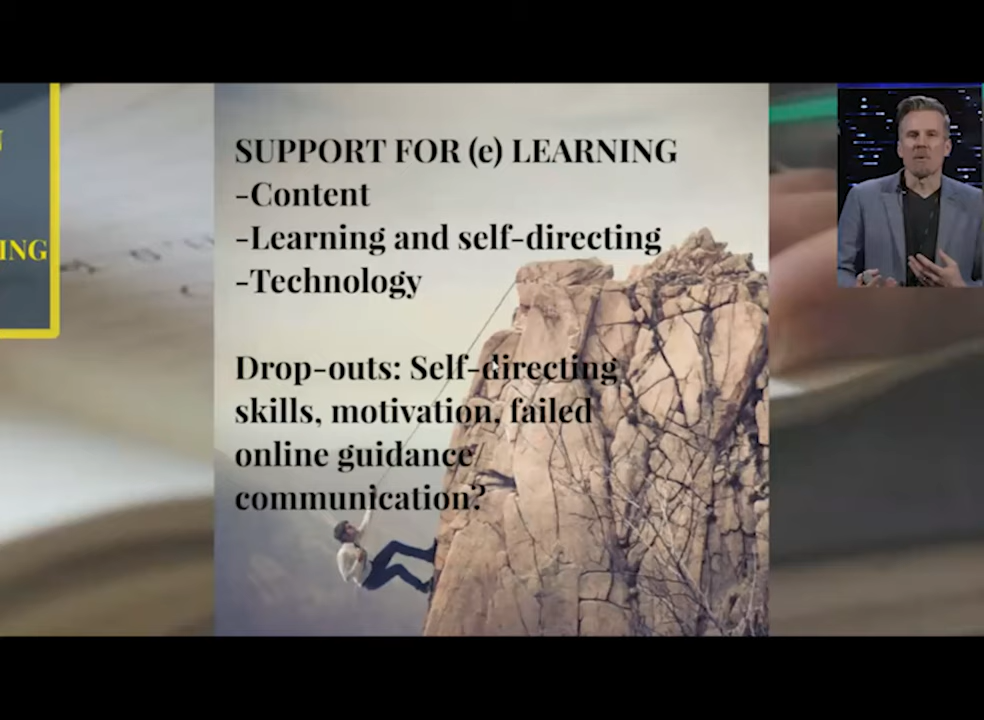 ING
SUPPORT FOR (e) LEARNING
-Content
-Learning and self-directing
-Technology
Drop-outs: Self-directing
skills, motivation, failed
online guidance
communication?